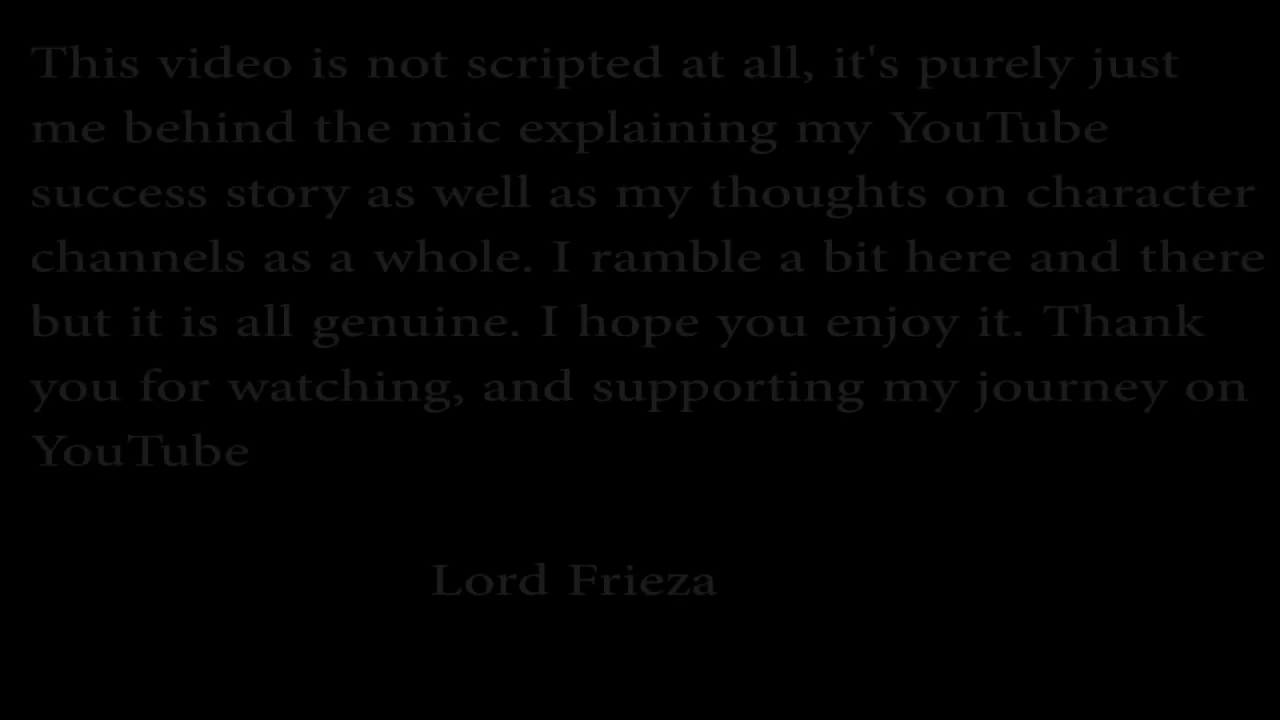 This video is not scripted at all, it's purely just
me behind the mic explaining my YouTube
success story as well as my thoughts on character
channels as a whole. I ramble a bit here and there
but it is all genuine. I hope you enjoy it. Thank
you for watching, and supporting my journey on
YouTube
Lord Frieza